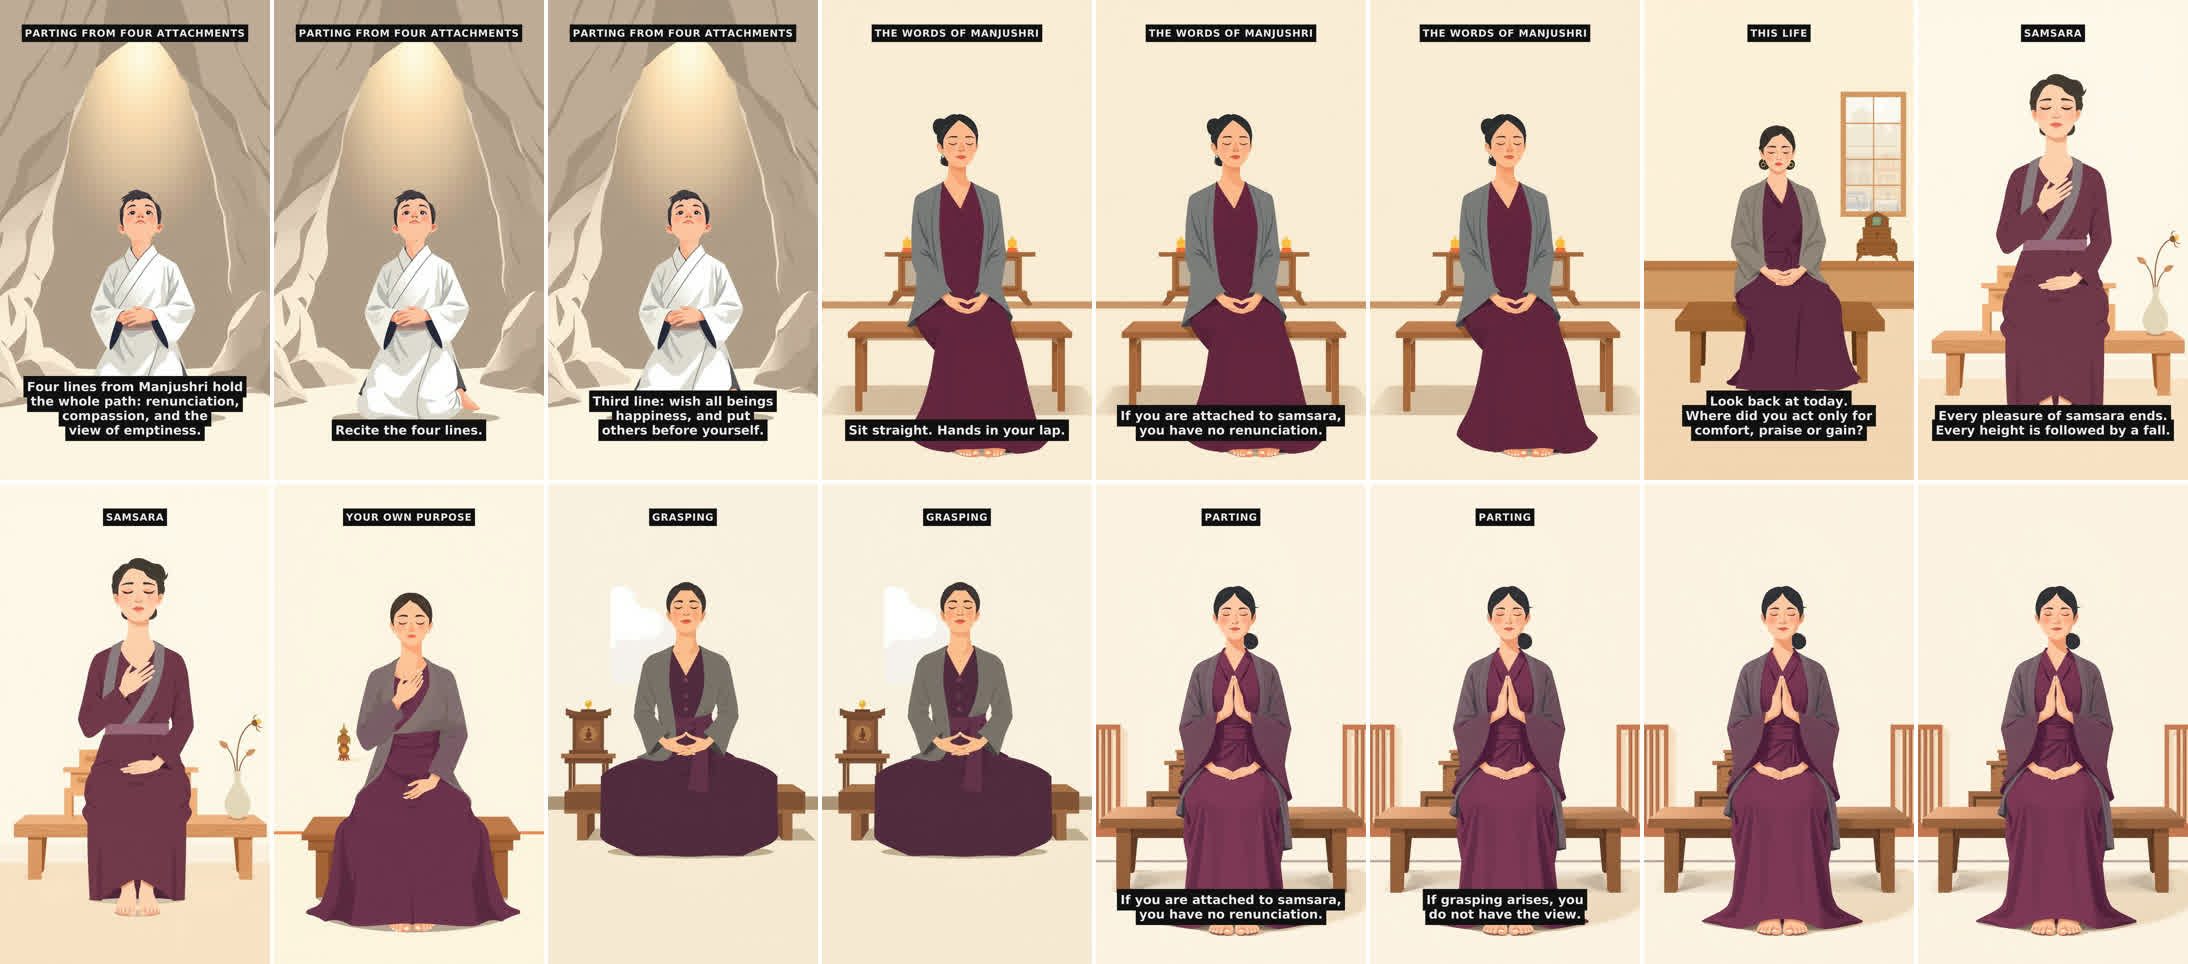 PARTING FROM FOUR ATTACHMENTS
Four lines from Manjushri hold
the whole path: renunciation,
compassion, and the
view of emptiness.
PARTING FROM FOUR ATTACHMENTS
Recite the four lines.
PARTING FROM FOUR ATTACHMENTS
Third line: wish all beings
happiness, and put
others before yourself.
THE WORDS OF MANJUSHRI
Sit straight. Hands in your lap.
THE WORDS OF MANJUSHRI
If you are attached to samsara,
you have no renunciation.
THE WORDS OF MANJUSHRI
THIS LIFE
Look back at today.
Where did you act only for
comfort, praise or gain?
SAMSARA
Every pleasure of samsara ends.
Every height is followed by a fall.
SAMSARA
YOUR OWN PURPOSE
GRASPING
GRASPING
PARTING
If you are attached to samsara,
you have no renunciation.
PARTING
If grasping arises, you
do not have the view.